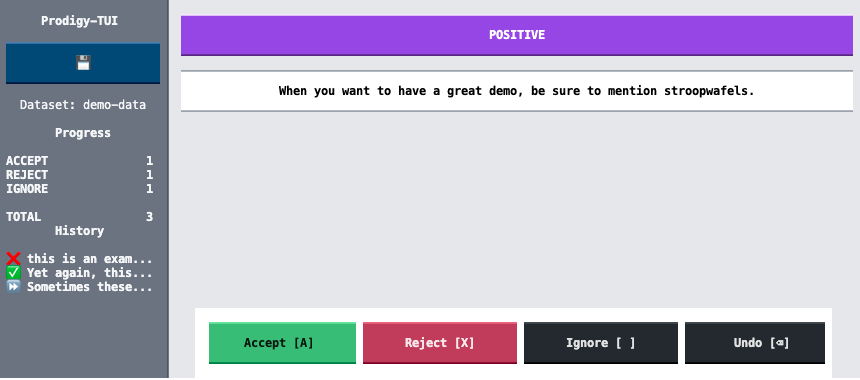 Prodigy-TUI
💾
Dataset: demo-data
Progress
ACCEPT 1
REJECT 1
IGNORE 1
TOTAL 3
History
❌ this is an exam...
✅ Yet again, this...
⏩ Sometimes these...
POSITIVE
When you want to have a great demo, be sure to mention stroopwafels.
Accept [A] Reject [X] Ignore [ ] Undo [⌫]